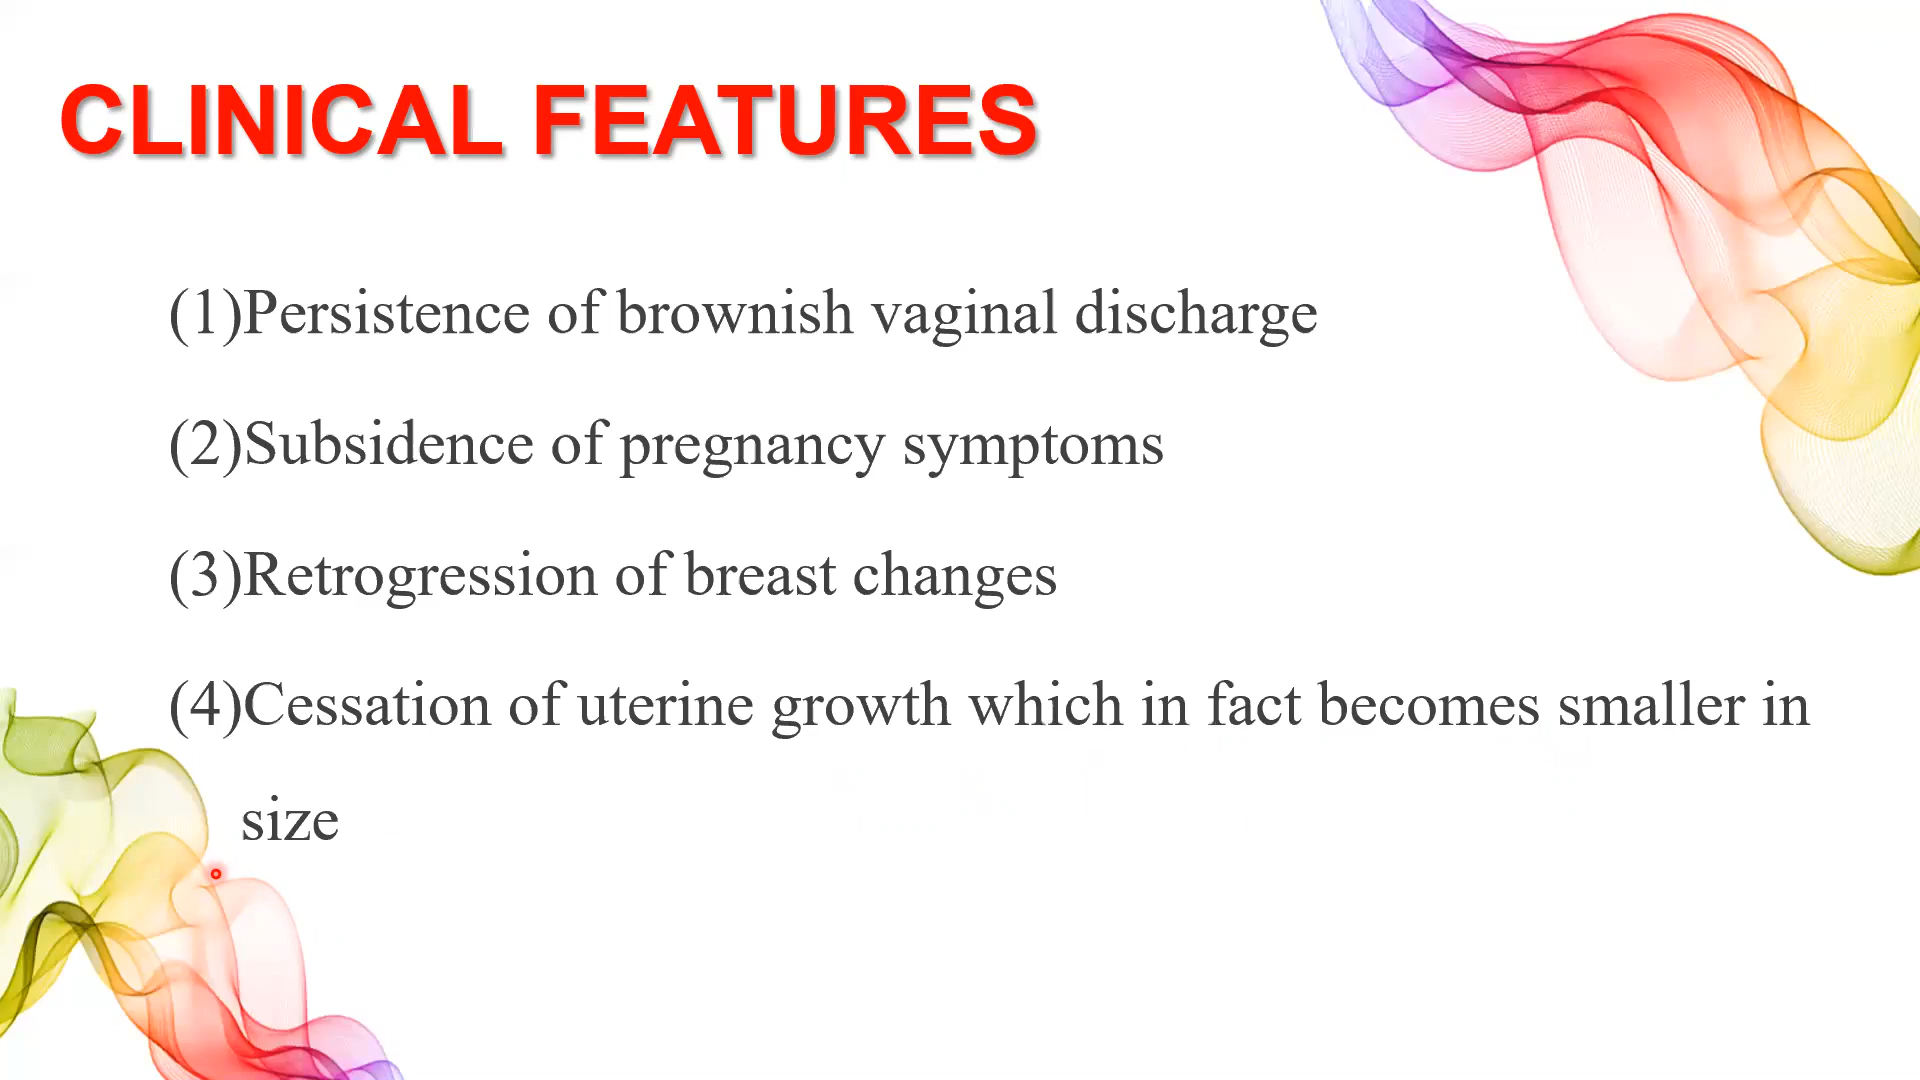 CLINICAL FEATURES
(1)Persistence of brownish vaginal discharge
(2)Subsidence of pregnancy symptoms
(3)Retrogression of breast changes
(4)Cessation of uterine growth which in fact becomes smaller in
size